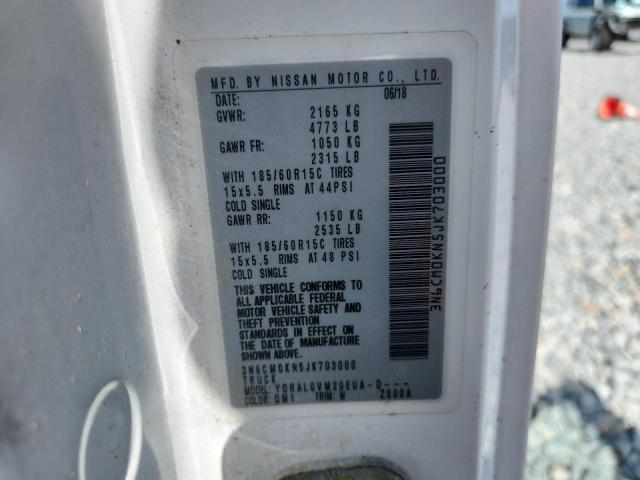 MFD. BY NISSAN MOTOR CO., LTD.
DATE: 06/18
GVWR: 2165 KG
4773 LB
GAWR FR: 1050 KG
2315 LB
WITH 185/60R15C TIRES
15x5.5 RIMS AT 44PSI
COLD SINGLE
GAWR RR: 1150 KG
2535 LB
WITH 185/60R15C TIRES
15x5.5 RIMS AT 48 PSI
COLD SINGLE
THIS VEHICLE CONFORMS TO
ALL APPLICABLE FEDERAL
MOTOR VEHICLE SAFETY AND
THEFT PREVENTION
STANDARDS IN EFFECT ON
THE DATE OF MANUFACTURE
SHOWN ABOVE.
3N6CM0KN5JK703000
TRUCK
MODEL: YDRALGVM20EUA-D---
COLOR: QM1 TRIM: W 2800A
3N6CM0KN5JK703000